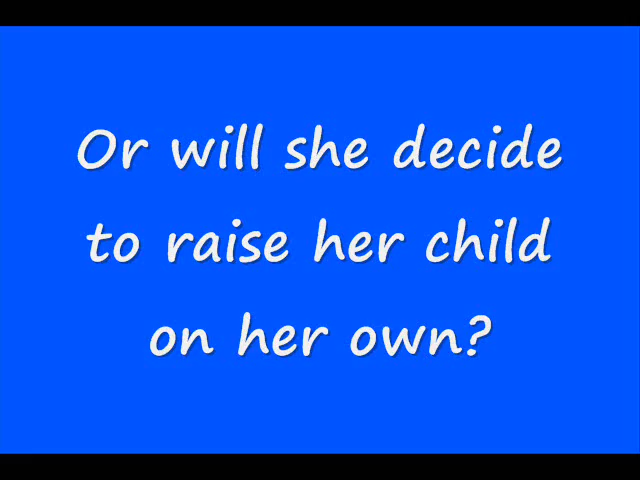 Or will she decide
to raise her child
on her own?